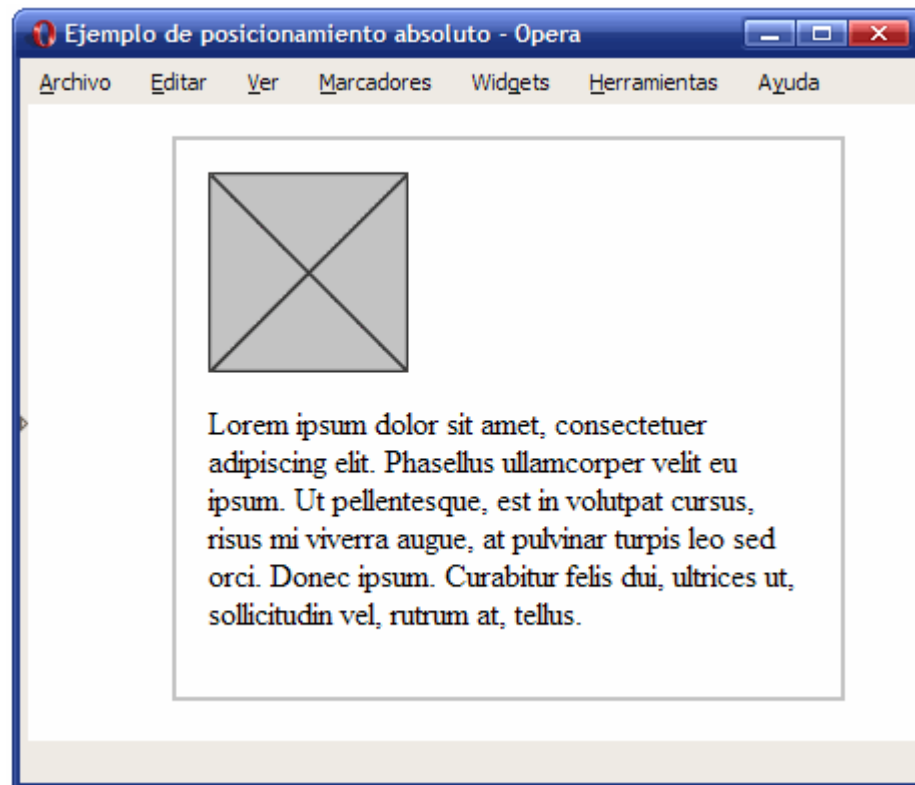 Ejemplo de posicionamiento absoluto - Opera
Archivo Editar Ver Marcadores Widgets Herramientas Ayuda
Lorem ipsum dolor sit amet, consectetuer
adipiscing elit. Phasellus ullamcorper velit eu
ipsum. Ut pellentesque, est in volutpat cursus,
risus mi viverra augue, at pulvinar turpis leo sed
orci. Donec ipsum. Curabitur felis dui, ultrices ut,
sollicitudin vel, rutrum at, tellus.